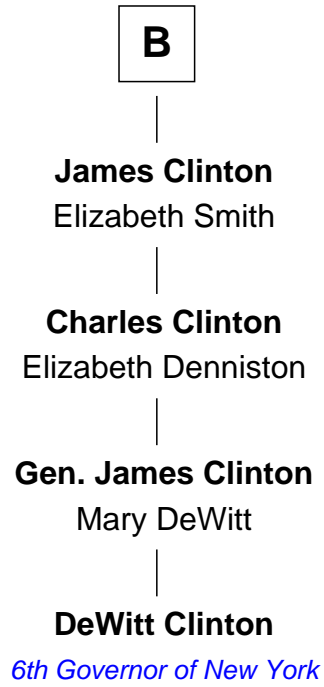 B
James Clinton
Elizabeth Smith
Charles Clinton
Elizabeth Denniston
Gen. James Clinton
Mary DeWitt
DeWitt Clinton
6th Governor of New York